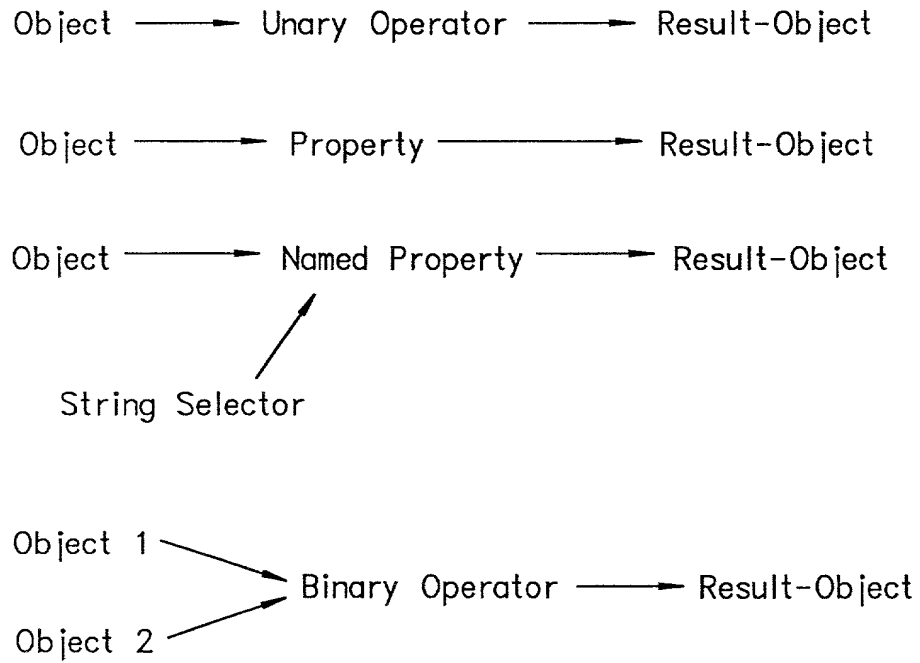 Object Unary Operator Result-Object
Object Property Result-Object
Object Named Property Result-Object
String Selector
Object 1
Binary Operator Result-Object
Object 2